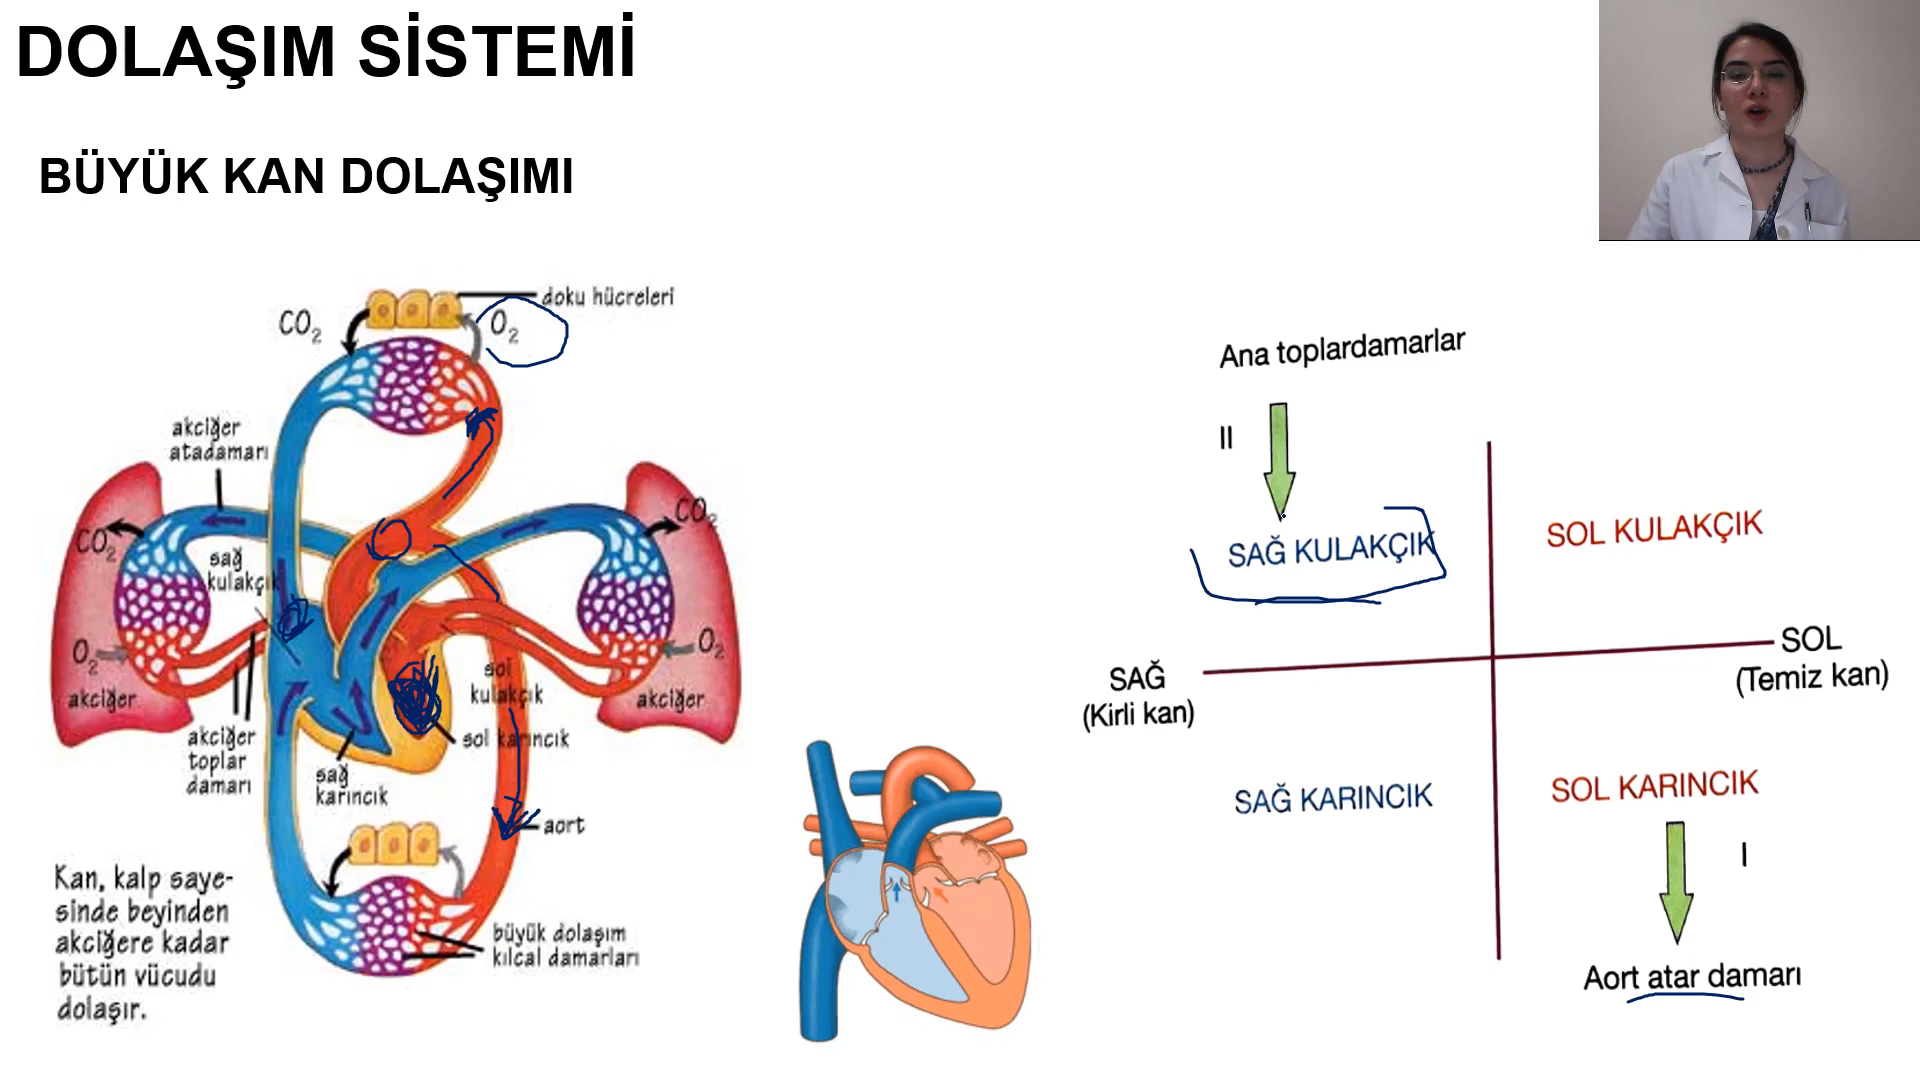 DOLAŞIM SİSTEMİ
BÜYÜK KAN DOLAŞIMI
doku hücreleri
CO2
O2
akciğer
atadamarı
CO2
CO2
sağ
kulakçık
O2
O2
akciğer
sol
kulakçık
akciğer
akciğer
toplar
damarı
sol karıncık
sağ
karıncık
aort
Kan, kalp saye-
sinde beyinden
akciğere kadar
bütün vücudu
dolaşır.
büyük dolaşım
kılcal damarları
Ana toplardamarlar
II
SAĞ KULAKÇIK
SOL KULAKÇIK
SAĞ
(Kirli kan)
SOL
(Temiz kan)
SAĞ KARINCIK
SOL KARINCIK
I
Aort atar damarı